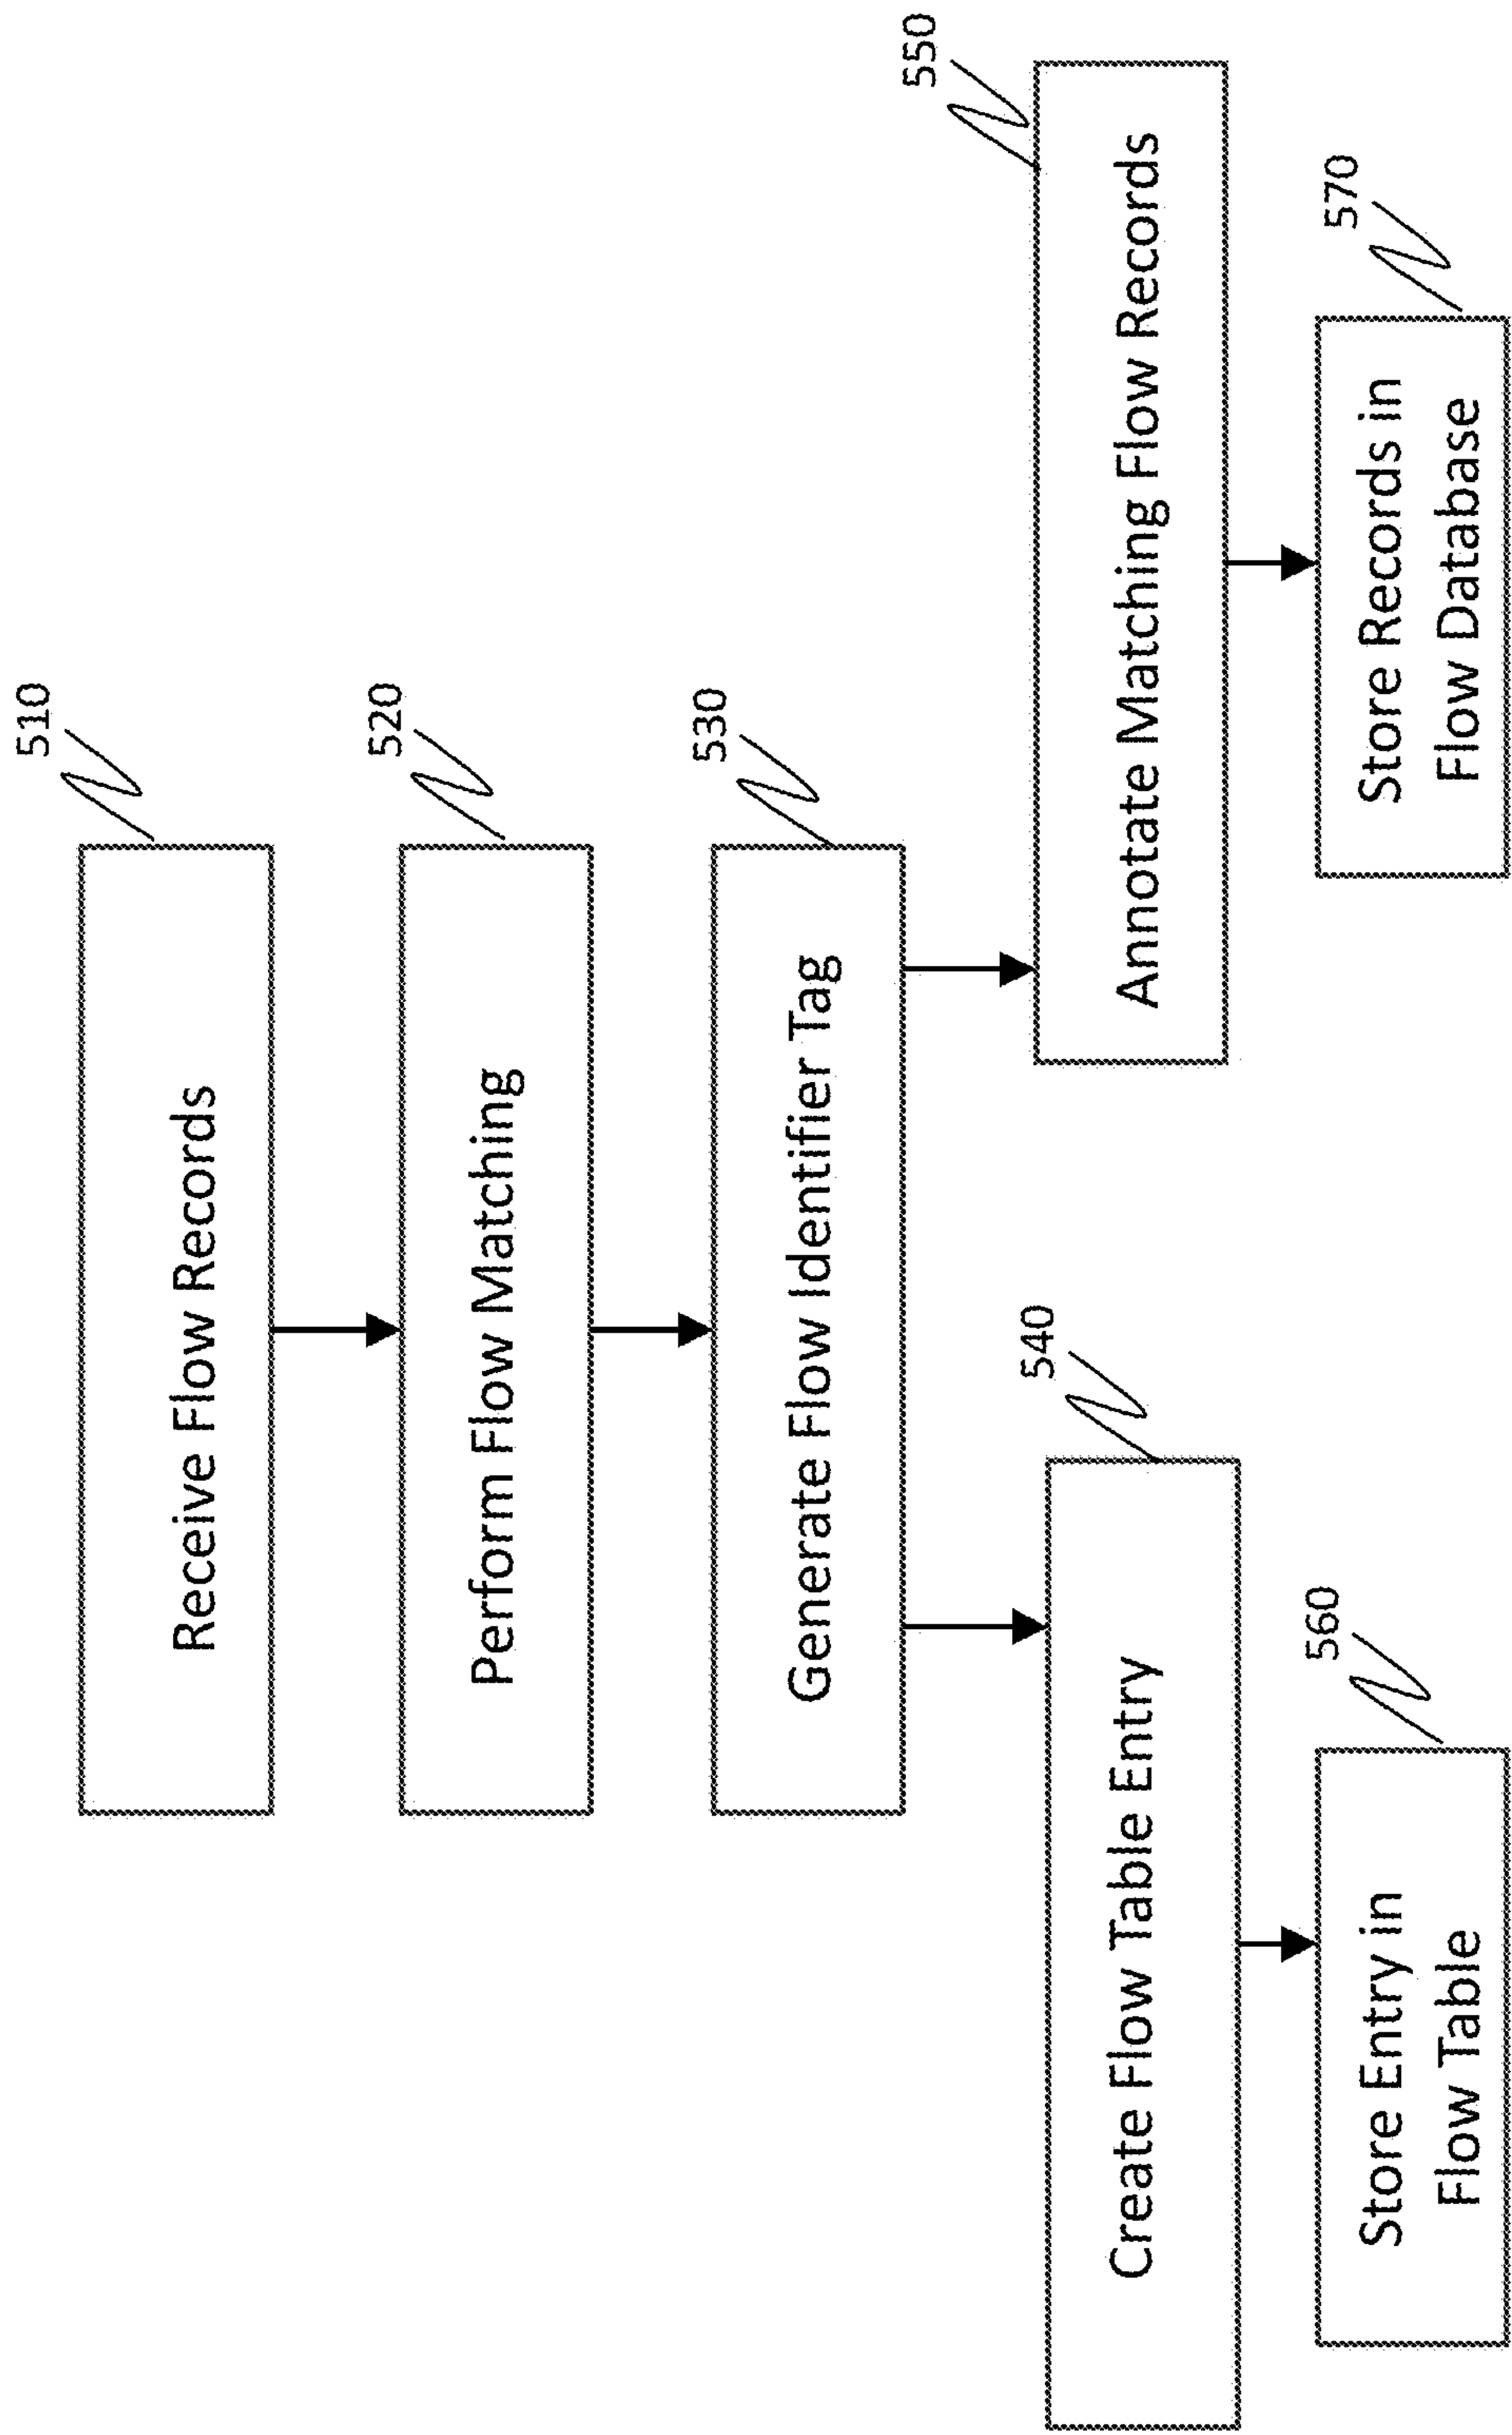 510
Receive Flow Records
520
Perform Flow Matching
530
Generate Flow Identifier Tag
540
Create Flow Table Entry
550
Annotate Matching Flow Records
560
Store Entry in
Flow Table
570
Store Records in
Flow Database